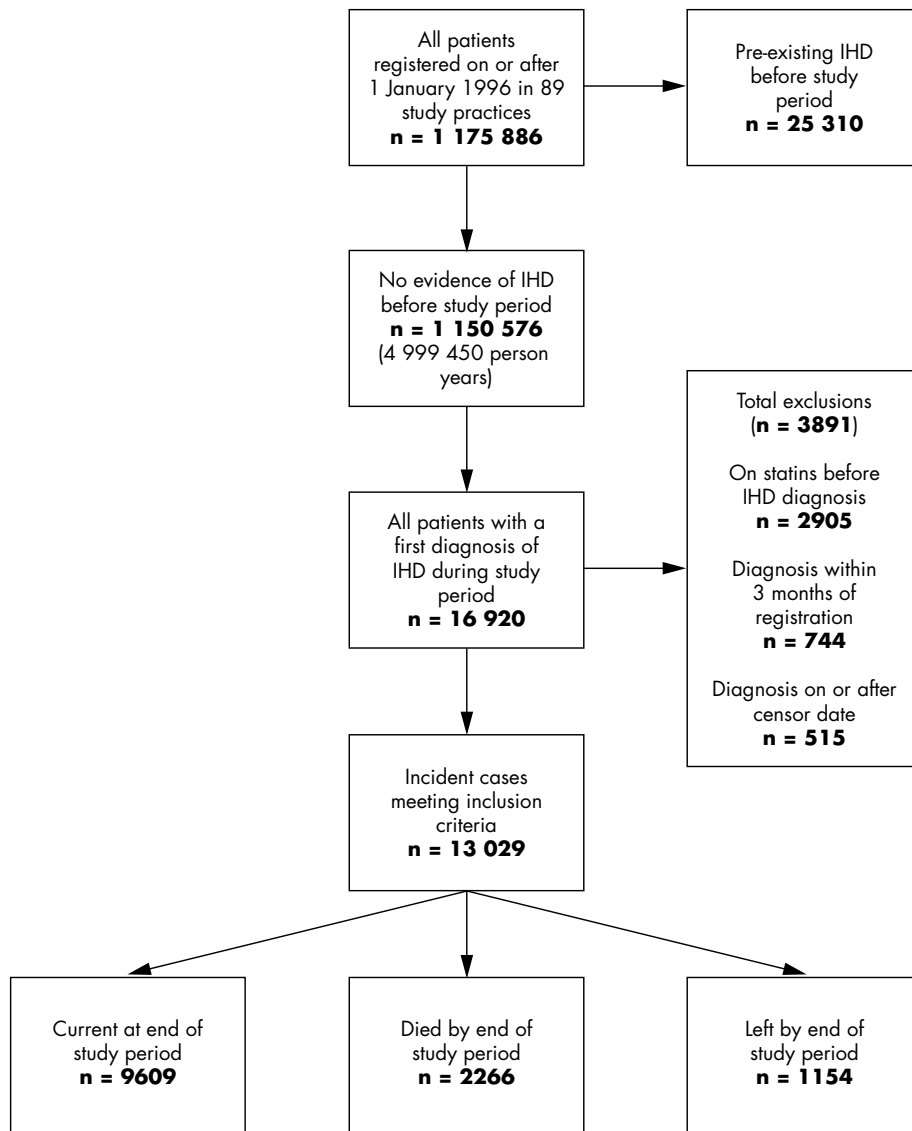 All patients
registered on or after
1 January 1996 in 89
study practices
n = 1 175 886
Pre-existing IHD
before study
period
n = 25 310
No evidence of IHD
before study period
n = 1 150 576
(4 999 450 person
years)
Total exclusions
(n = 3891)
On statins before
IHD diagnosis
n = 2905
Diagnosis within
3 months of
registration
n = 744
Diagnosis on or after
censor date
n = 515
All patients with a
first diagnosis of
IHD during study
period
n = 16 920
Incident cases
meeting inclusion
criteria
n = 13 029
Current at end of
study period
n = 9609
Died by end of
study period
n = 2266
Left by end of
study period
n = 1154